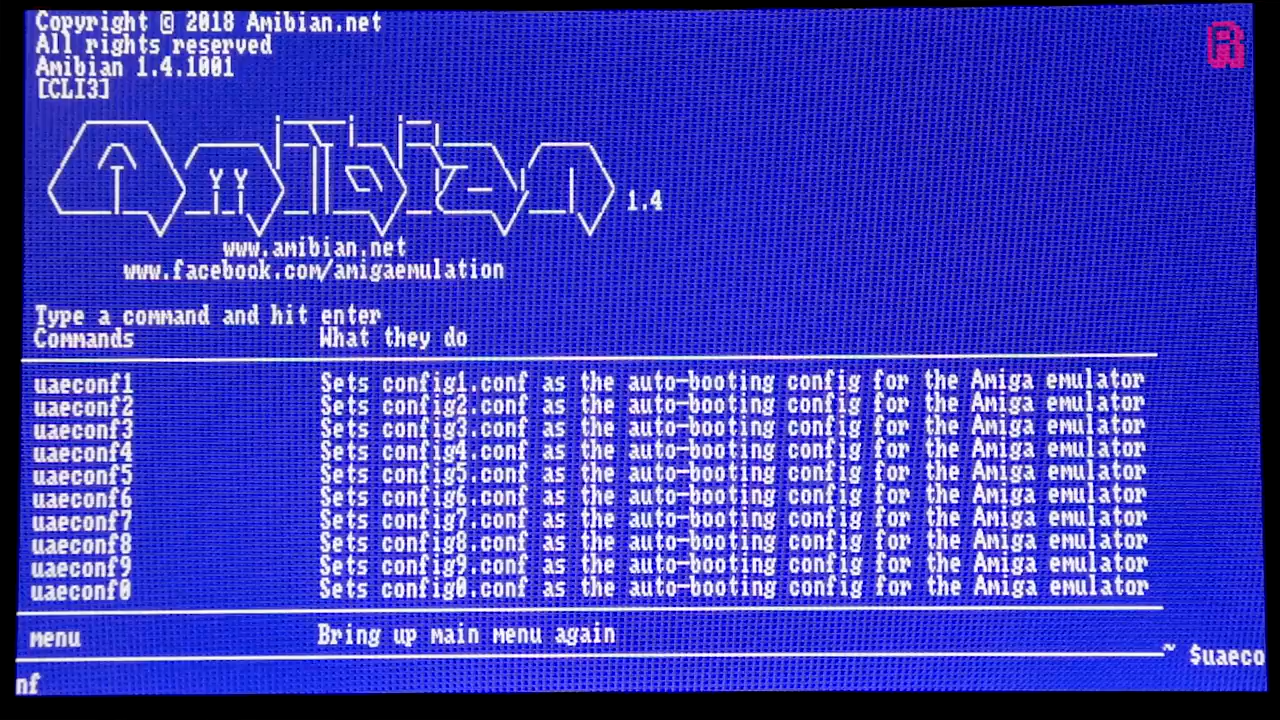 Copyright © 2018 Amibian.net
All rights reserved
Amibian 1.4.1001
[CLI3]
Amibian 1.4
www.amibian.net
www.facebook.com/amigaemulation
Type a command and hit enter
Commands What they do
uaeconf1 Sets config1.conf as the auto-booting config for the Amiga emulator
uaeconf2 Sets config2.conf as the auto-booting config for the Amiga emulator
uaeconf3 Sets config3.conf as the auto-booting config for the Amiga emulator
uaeconf4 Sets config4.conf as the auto-booting config for the Amiga emulator
uaeconf5 Sets config5.conf as the auto-booting config for the Amiga emulator
uaeconf6 Sets config6.conf as the auto-booting config for the Amiga emulator
uaeconf7 Sets config7.conf as the auto-booting config for the Amiga emulator
uaeconf8 Sets config8.conf as the auto-booting config for the Amiga emulator
uaeconf9 Sets config9.conf as the auto-booting config for the Amiga emulator
uaeconf0 Sets config0.conf as the auto-booting config for the Amiga emulator
menu Bring up main menu again
~ $uaeco
nf